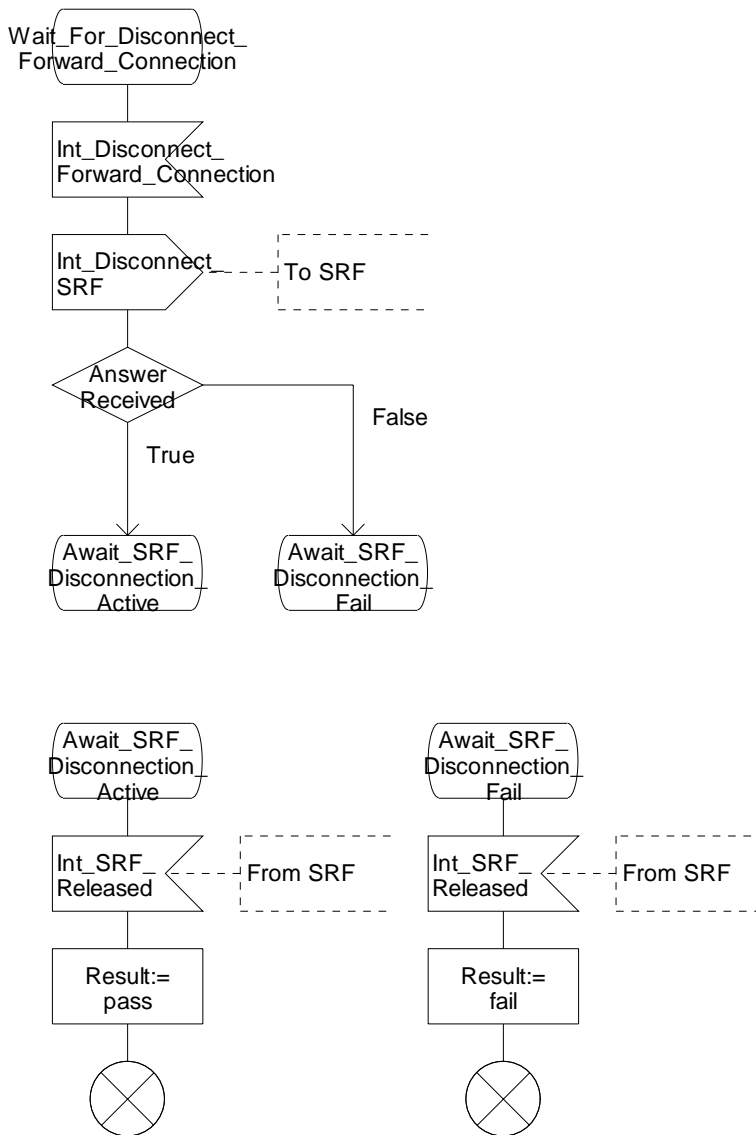 Wait_For_Disconnect_
Forward_Connection
Int_Disconnect_
Forward_Connection
Int_Disconnect_
SRF
To SRF
Answer
Received
False
True
Await_SRF_
Disconnection_
Active
Await_SRF_
Disconnection_
Fail
Await_SRF_
Disconnection_
Active
Await_SRF_
Disconnection_
Fail
Int_SRF_
Released
From SRF
Int_SRF_
Released
From SRF
Result:=
pass
Result:=
fail